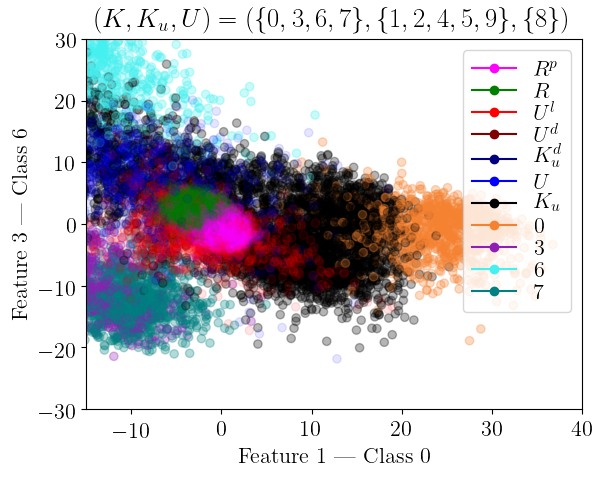 (K, K_u, U) = ({0, 3, 6, 7}, {1, 2, 4, 5, 9}, {8})
30
20
10
0
−10
−20
−30
Feature 3 — Class 6
R^p
R
U^l
U^d
K_u^d
U
K_u
0
3
6
7
−10
0
10
20
30
40
Feature 1 — Class 0